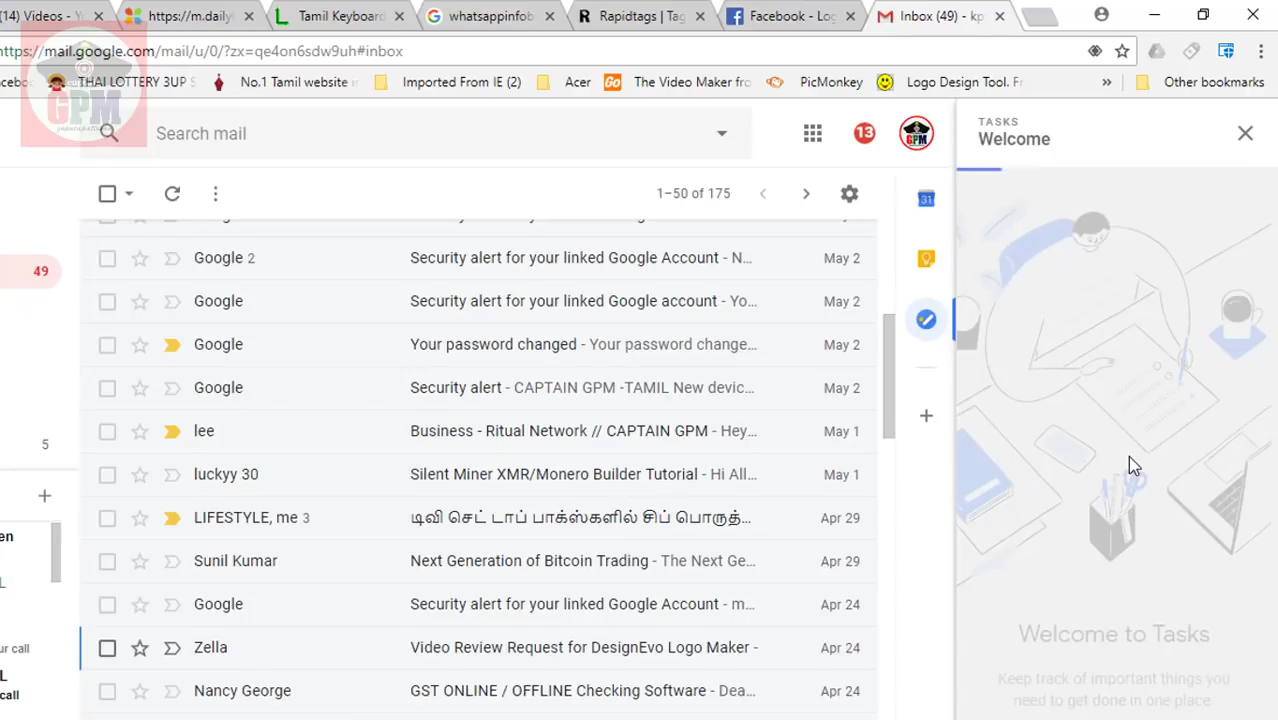 (14) Videos - Y
https://m.dailyl
Tamil Keyboard
whatsappinfob
Rapidtags | Tag
Facebook - Log
Inbox (49) - kp
https://mail.google.com/mail/u/0/?zx=qe4on6sdw9uh#inbox
THAI LOTTERY 3UP S
No.1 Tamil website i
Imported From IE (2)
Acer
The Video Maker fro
PicMonkey
Logo Design Tool. Fr
»
Other bookmarks
GPM
Search mail
13
TASKS
Welcome
1–50 of 175
31
49
Google 2 Security alert for your linked Google Account - N... May 2
Google Security alert for your linked Google account - Yo... May 2
Google Your password changed - Your password change... May 2
Google Security alert - CAPTAIN GPM -TAMIL New devic... May 2
lee Business - Ritual Network // CAPTAIN GPM - Hey... May 1
5
luckyy 30 Silent Miner XMR/Monero Builder Tutorial - Hi All... May 1
LIFESTYLE, me 3 டிவி செட் டாப் பாக்ஸ்களில் சிப் பொருத்... Apr 29
en
Sunil Kumar Next Generation of Bitcoin Trading - The Next Ge... Apr 29
Google Security alert for your linked Google Account - m... Apr 24
Welcome to Tasks
Zella Video Review Request for DesignEvo Logo Maker - Apr 24
ur call
L
call
Nancy George GST ONLINE / OFFLINE Checking Software - Dea... Apr 24
Keep track of important things you
need to get done in one place